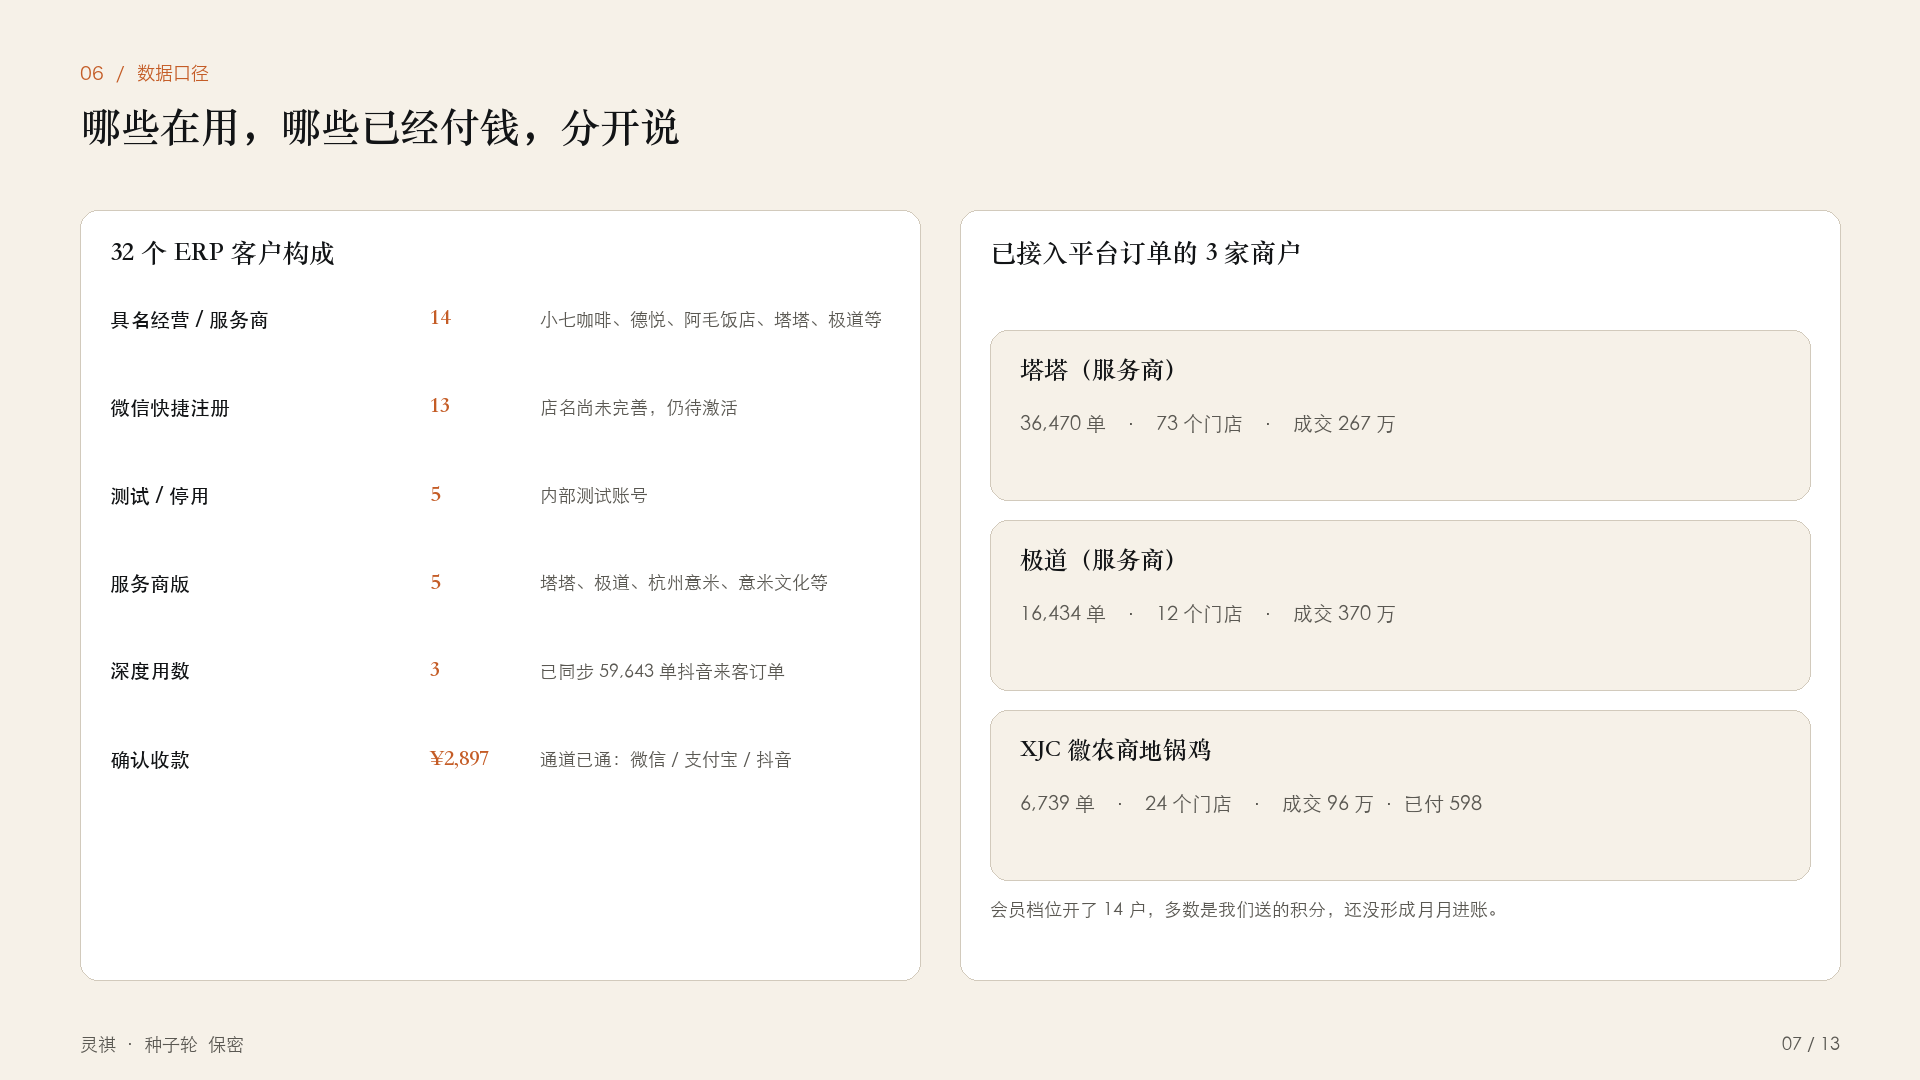 06 / 数据口径
哪些在用，哪些已经付钱，分开说
32 个 ERP 客户构成
具名经营 / 服务商 14 小七咖啡、德悦、阿毛饭店、塔塔、极道等
微信快捷注册 13 店名尚未完善，仍待激活
测试 / 停用 5 内部测试账号
服务商版 5 塔塔、极道、杭州意米、意米文化等
深度用数 3 已同步 59,643 单抖音来客订单
确认收款 ¥2,897 通道已通：微信 / 支付宝 / 抖音
已接入平台订单的 3 家商户
塔塔（服务商）
36,470 单 · 73 个门店 · 成交 267 万
极道（服务商）
16,434 单 · 12 个门店 · 成交 370 万
XJC 徽农商地锅鸡
6,739 单 · 24 个门店 · 成交 96 万 · 已付 598
会员档位开了 14 户，多数是我们送的积分，还没形成月月进账。
灵祺 · 种子轮 保密
07 / 13